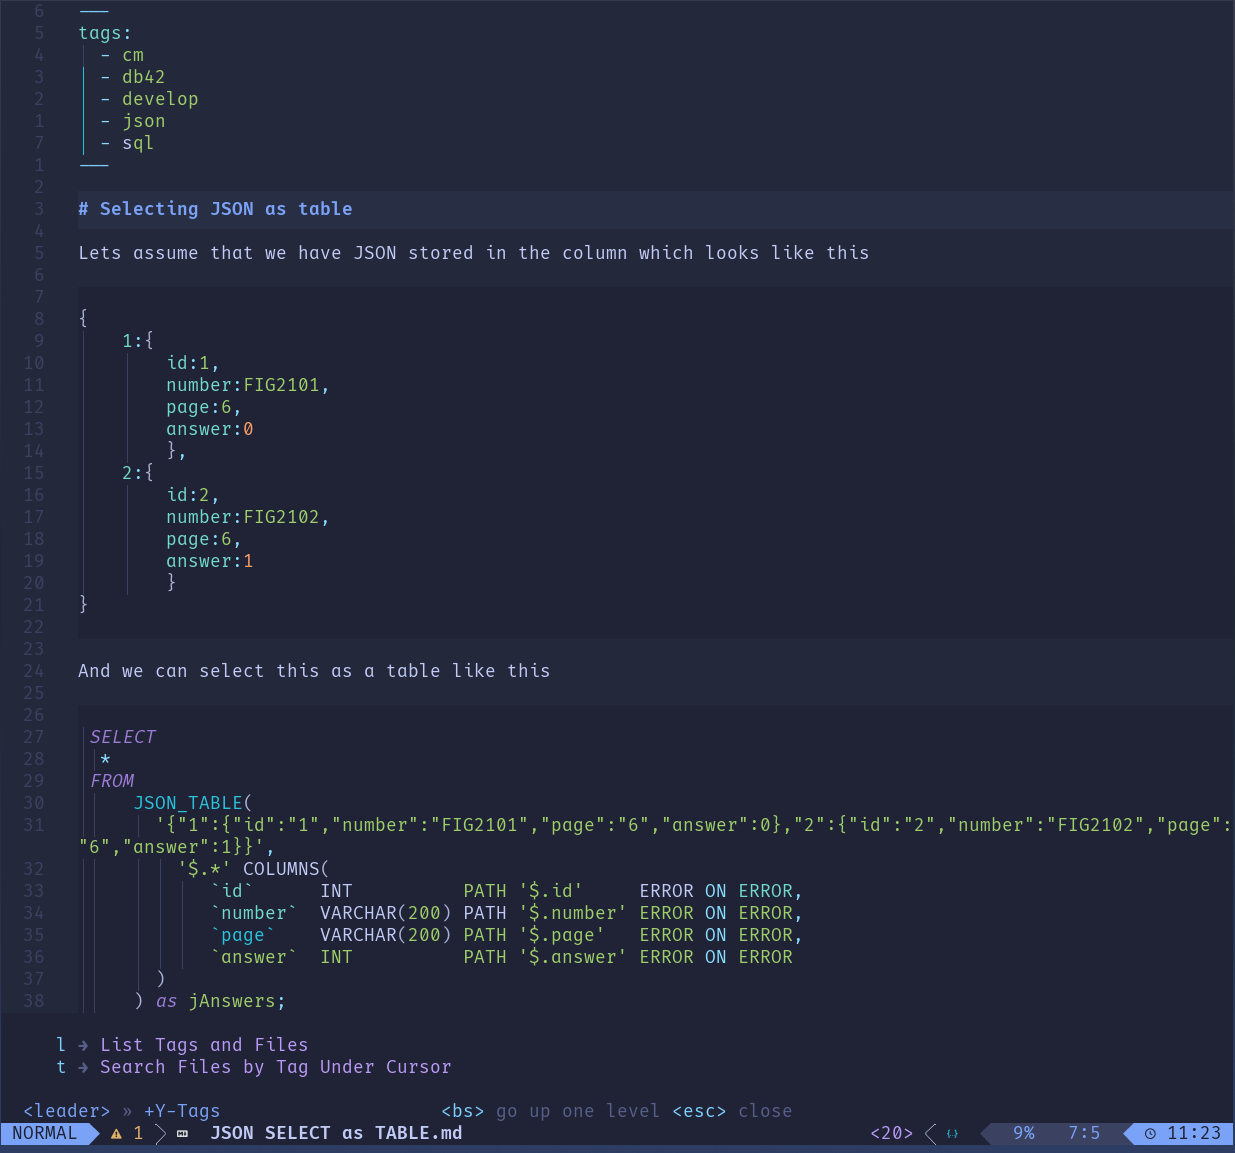 6 ---
5 tags:
4 - cm
3 - db42
2 - develop
1 - json
7 - sql
1 ---
2
3 # Selecting JSON as table
4
5 Lets assume that we have JSON stored in the column which looks like this
6
7
8 {
9 1:{
10 id:1,
11 number:FIG2101,
12 page:6,
13 answer:0
14 },
15 2:{
16 id:2,
17 number:FIG2102,
18 page:6,
19 answer:1
20 }
21 }
22
23
24 And we can select this as a table like this
25
26
27 SELECT
28 *
29 FROM
30 JSON_TABLE(
31 '{"1":{"id":"1","number":"FIG2101","page":"6","answer":0},"2":{"id":"2","number":"FIG2102","page":
"6","answer":1}}',
32 '$.*' COLUMNS(
33 `id` INT PATH '$.id' ERROR ON ERROR,
34 `number` VARCHAR(200) PATH '$.number' ERROR ON ERROR,
35 `page` VARCHAR(200) PATH '$.page' ERROR ON ERROR,
36 `answer` INT PATH '$.answer' ERROR ON ERROR
37 )
38 ) as jAnswers;
l → List Tags and Files
t → Search Files by Tag Under Cursor
<leader> » +Y-Tags <bs> go up one level <esc> close
NORMAL 1 JSON SELECT as TABLE.md <20> 9% 7:5 11:23